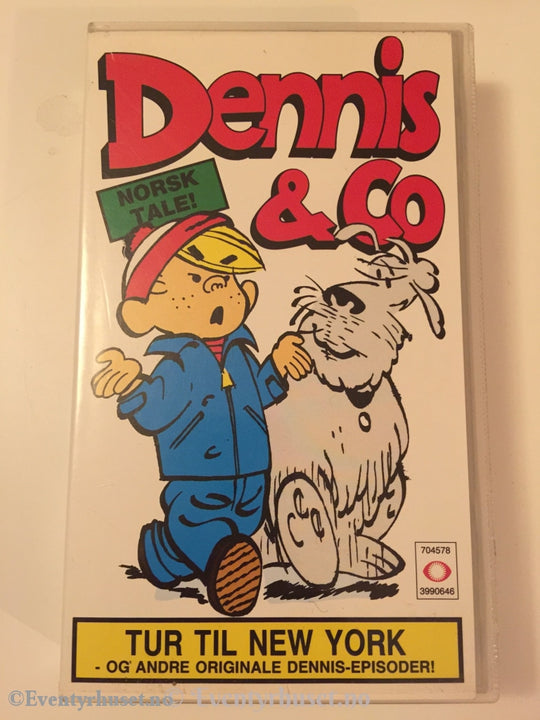 Dennis
& Co
NORSK
TALE!
704578
3990646
TUR TIL NEW YORK
- OG ANDRE ORIGINALE DENNIS-EPISODER!
©Eventyrhuset.no Eventyrhuset.no